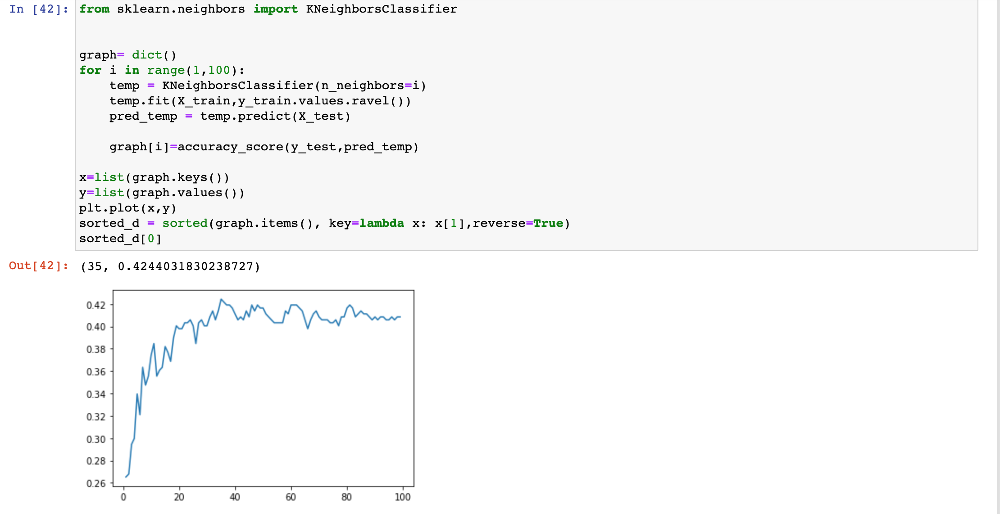 In [42]: from sklearn.neighbors import KNeighborsClassifier
graph= dict()
for i in range(1,100):
    temp = KNeighborsClassifier(n_neighbors=i)
    temp.fit(X_train,y_train.values.ravel())
    pred_temp = temp.predict(X_test)
    graph[i]=accuracy_score(y_test,pred_temp)
x=list(graph.keys())
y=list(graph.values())
plt.plot(x,y)
sorted_d = sorted(graph.items(), key=lambda x: x[1],reverse=True)
sorted_d[0]
Out[42]: (35, 0.4244031830238727)
0.42
0.40
0.38
0.36
0.34
0.32
0.30
0.28
0.26
0 20 40 60 80 100